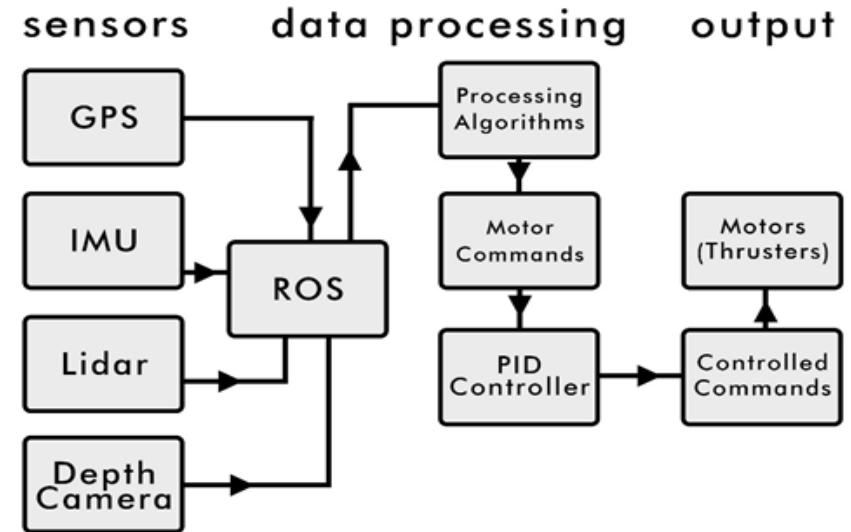 sensors
data processing
output
GPS
IMU
Lidar
Depth
Camera
ROS
Processing
Algorithms
Motor
Commands
PID
Controller
Motors
(Thrusters)
Controlled
Commands